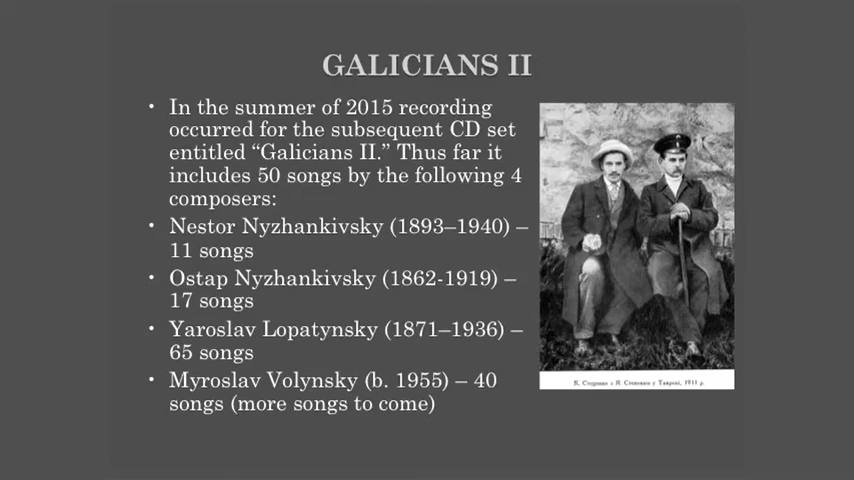 GALICIANS II
• In the summer of 2015 recording
occurred for the subsequent CD set
entitled “Galicians II.” Thus far it
includes 50 songs by the following 4
composers:
• Nestor Nyzhankivsky (1893–1940) –
11 songs
• Ostap Nyzhankivsky (1862-1919) –
17 songs
• Yaroslav Lopatynsky (1871–1936) –
65 songs
• Myroslav Volynsky (b. 1955) – 40
songs (more songs to come)
1911 р.